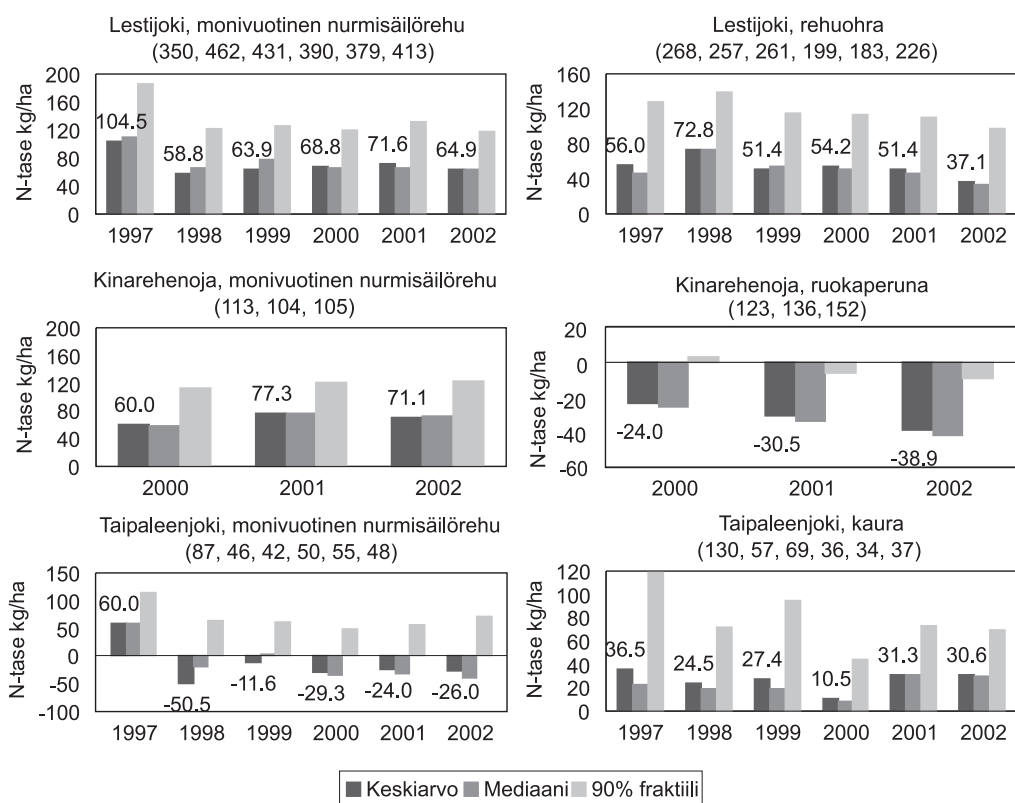 Lestijoki, monivuotinen nurmisäilörehu
(350, 462, 431, 390, 379, 413)
N-tase kg/ha
200
160
120
80
40
0
104.5
58.8
63.9
68.8
71.6
64.9
1997 1998 1999 2000 2001 2002
Lestijoki, rehuohra
(268, 257, 261, 199, 183, 226)
N-tase kg/ha
160
120
80
40
0
56.0
72.8
51.4
54.2
51.4
37.1
1997 1998 1999 2000 2001 2002
Kinarehenoja, monivuotinen nurmisäilörehu
(113, 104, 105)
N-tase kg/ha
200
160
120
80
40
0
60.0
77.3
71.1
2000 2001 2002
Kinarehenoja, ruokaperuna
(123, 136, 152)
N-tase kg/ha
20
0
-20
-40
-60
-24.0
-30.5
-38.9
2000 2001 2002
Taipaleenjoki, monivuotinen nurmisäilörehu
(87, 46, 42, 50, 55, 48)
N-tase kg/ha
150
100
50
0
-50
-100
60.0
-50.5
-11.6
-29.3
-24.0
-26.0
1997 1998 1999 2000 2001 2002
Taipaleenjoki, kaura
(130, 57, 69, 36, 34, 37)
N-tase kg/ha
120
100
80
60
40
20
0
36.5
24.5
27.4
10.5
31.3
30.6
1997 1998 1999 2000 2001 2002
Keskiarvo Mediaani 90% fraktiili